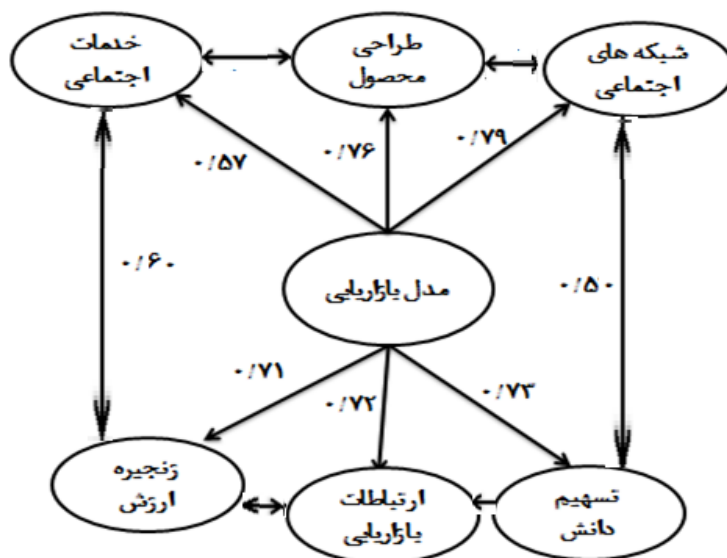 شبکه های
اجتماعی
طراحی
محصول
خدمات
اجتماعی
۰/۷۹
۰/۷۶
۰/۵۷
مدل بازاریابی
۰/۵۰
۰/۶۰
۰/۷۳
۰/۷۲
۰/۷۱
تسهیم
دانش
ارتباطات
بازاریابی
زنجیره
ارزش